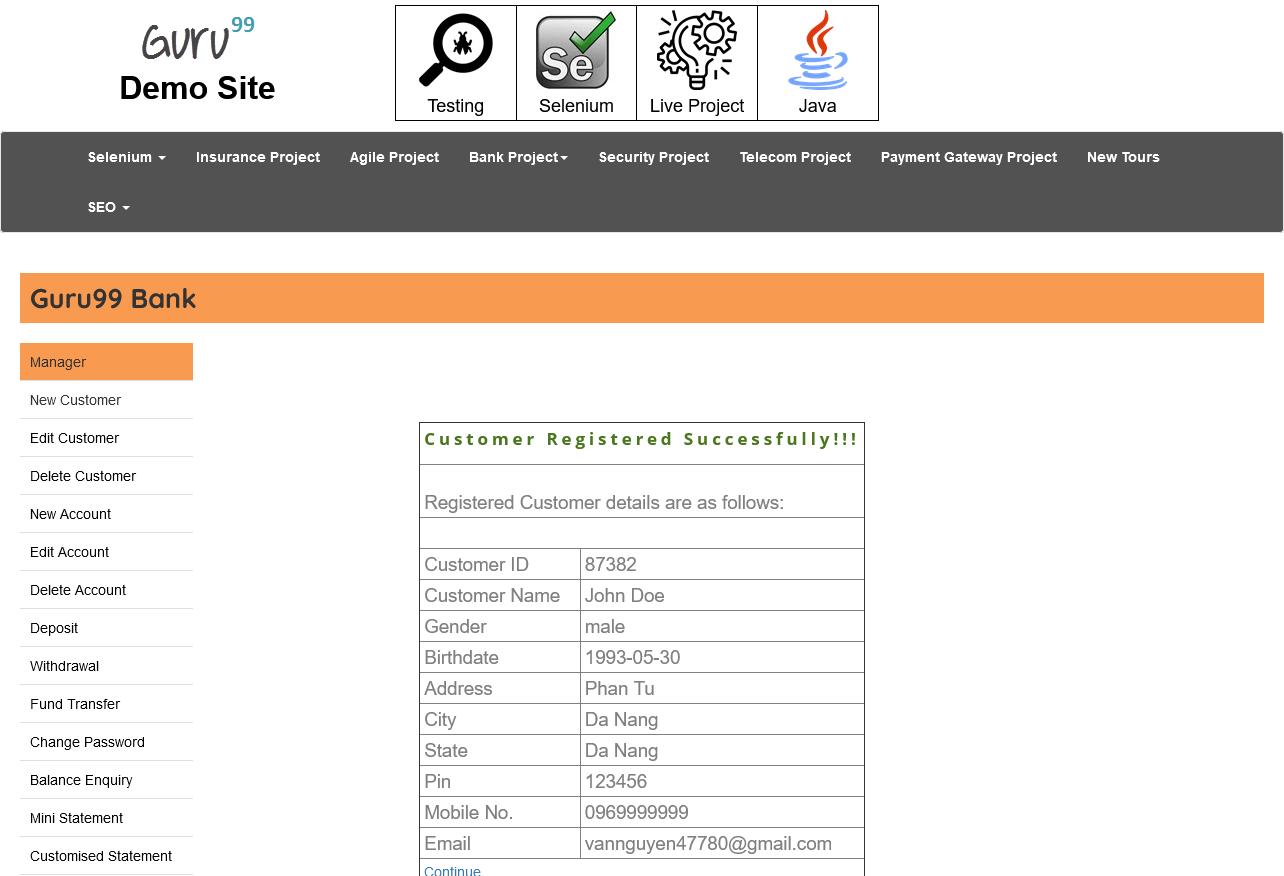 Guru99
Demo Site
Se
Testing Selenium Live Project Java
Selenium Insurance Project Agile Project Bank Project Security Project Telecom Project Payment Gateway Project New Tours
SEO
Guru99 Bank
Manager
New Customer
Edit Customer
Delete Customer
New Account
Edit Account
Delete Account
Deposit
Withdrawal
Fund Transfer
Change Password
Balance Enquiry
Mini Statement
Customised Statement
Customer Registered Successfully!!!
Registered Customer details are as follows:
Customer ID 87382
Customer Name John Doe
Gender male
Birthdate 1993-05-30
Address Phan Tu
City Da Nang
State Da Nang
Pin 123456
Mobile No. 0969999999
Email vannguyen47780@gmail.com
Continue